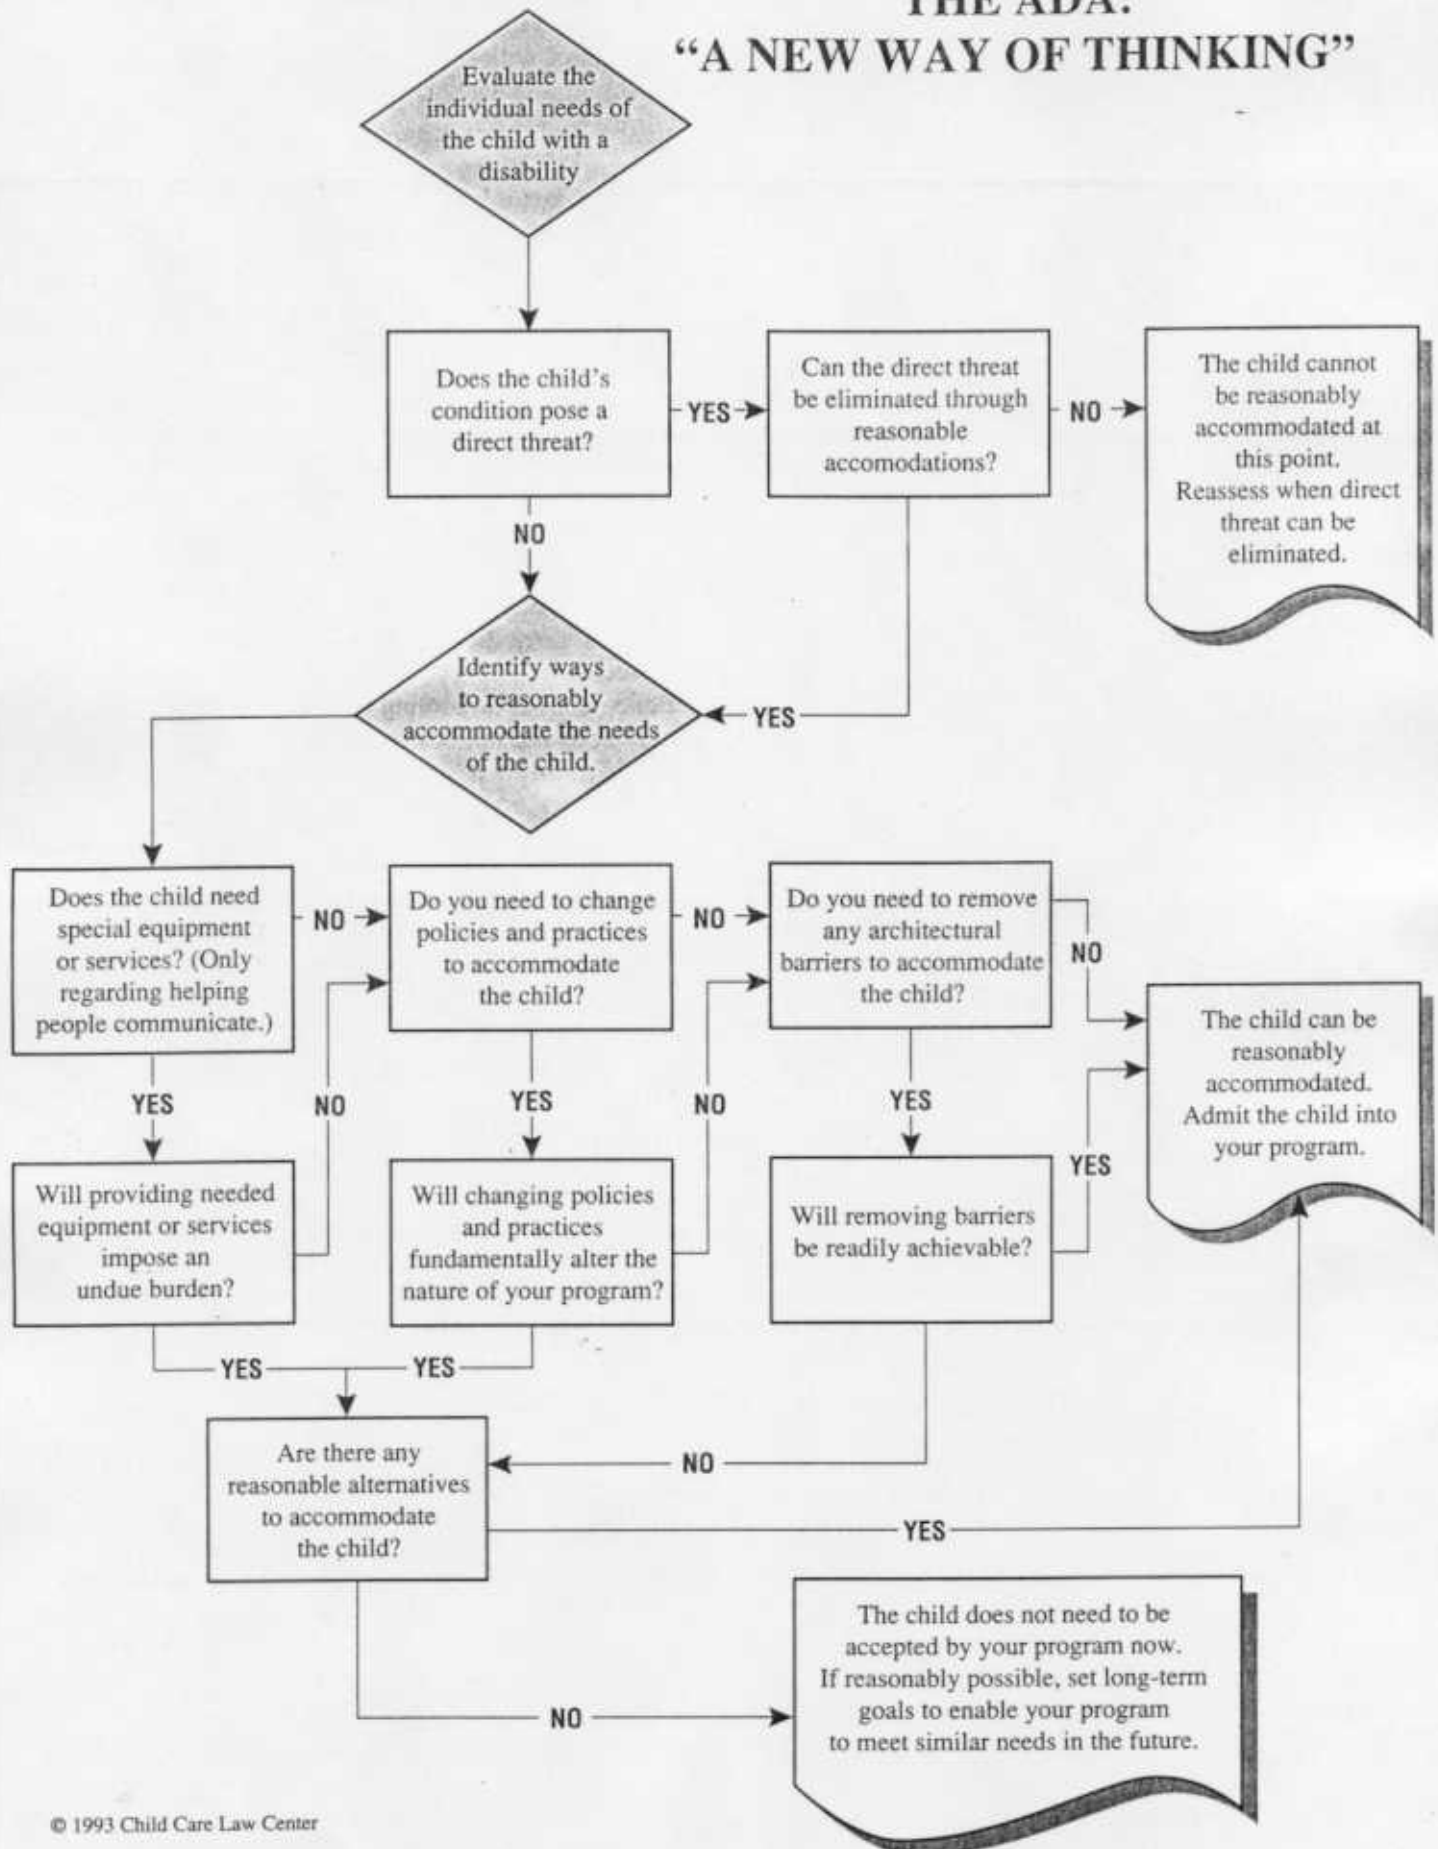 THE ADA:
“A NEW WAY OF THINKING”
Evaluate the
individual needs of
the child with a
disability
Does the child's
condition pose a
direct threat?
YES
Can the direct threat
be eliminated through
reasonable
accomodations?
NO
The child cannot
be reasonably
accommodated at
this point.
Reassess when direct
threat can be
eliminated.
NO
Identify ways
to reasonably
accommodate the needs
of the child.
YES
Does the child need
special equipment
or services? (Only
regarding helping
people communicate.)
NO
Do you need to change
policies and practices
to accommodate
the child?
NO
Do you need to remove
any architectural
barriers to accommodate
the child?
NO
The child can be
reasonably
accommodated.
Admit the child into
your program.
YES
NO
YES
NO
YES
YES
Will providing needed
equipment or services
impose an
undue burden?
Will changing policies
and practices
fundamentally alter the
nature of your program?
Will removing barriers
be readily achievable?
YES
YES
Are there any
reasonable alternatives
to accommodate
the child?
NO
YES
NO
The child does not need to be
accepted by your program now.
If reasonably possible, set long-term
goals to enable your program
to meet similar needs in the future.
© 1993 Child Care Law Center